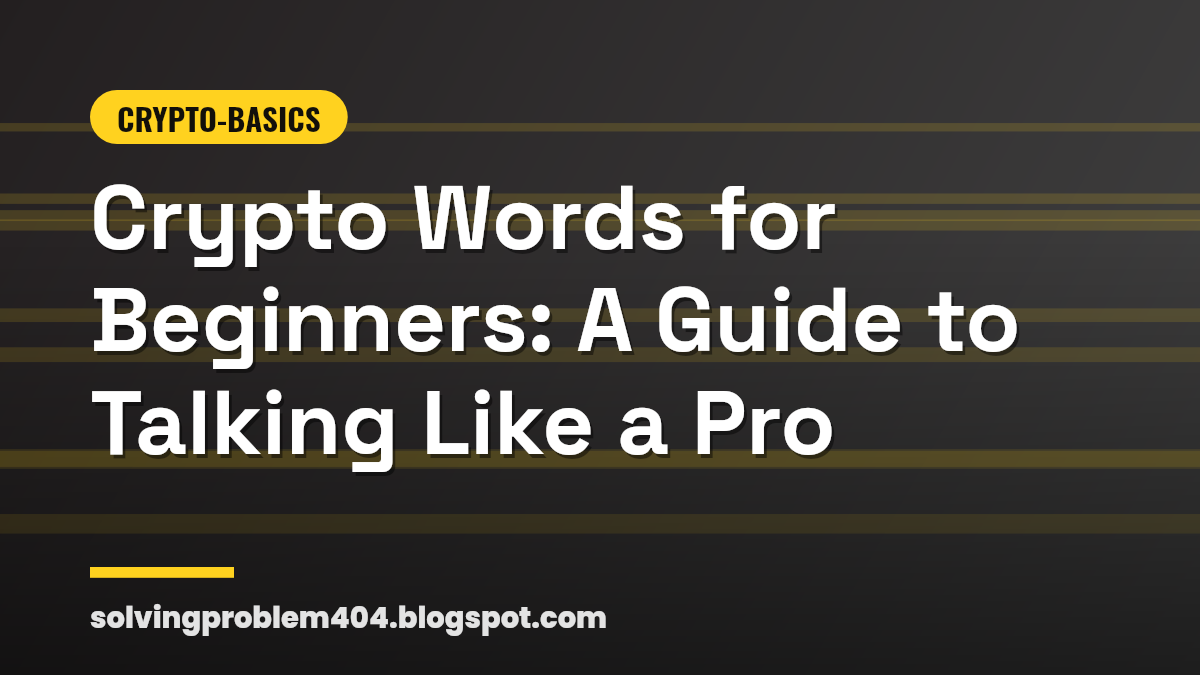 CRYPTO-BASICS
Crypto Words for
Beginners: A Guide to
Talking Like a Pro
solvingproblem404.blogspot.com